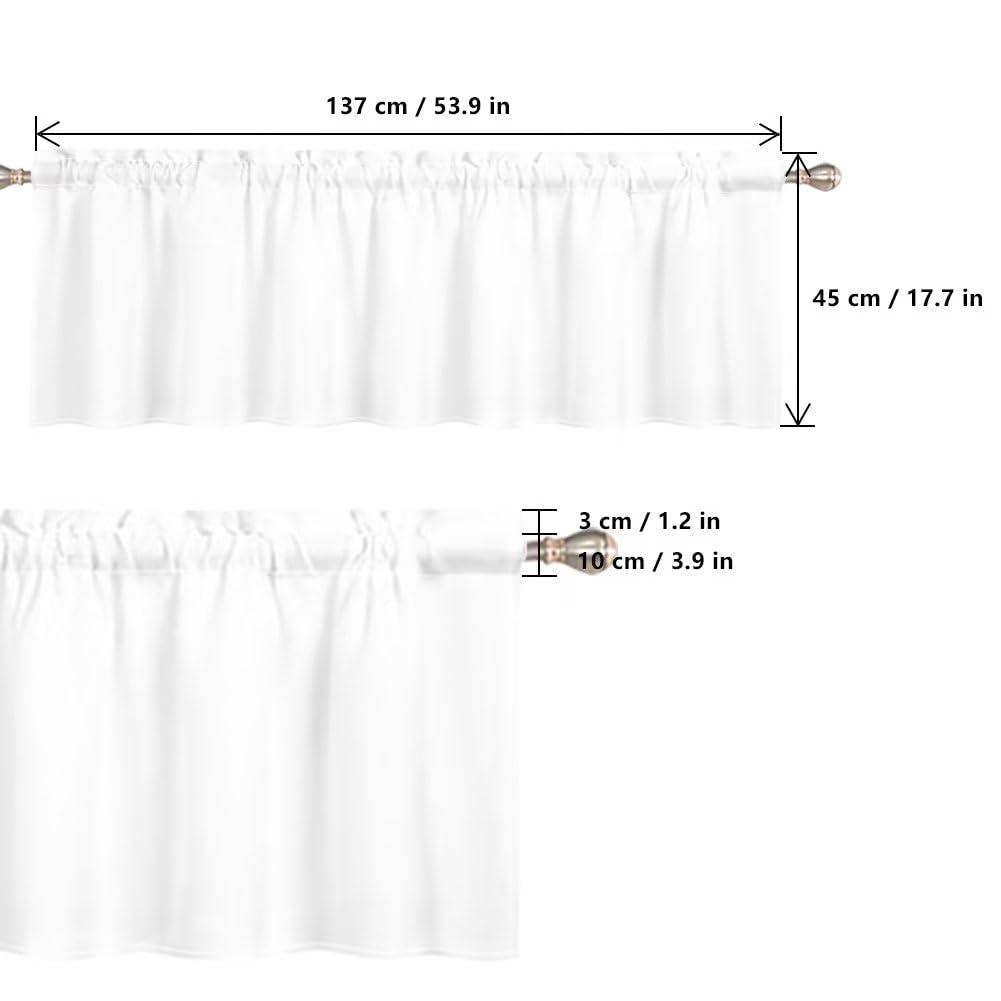 137 cm / 53.9 in
45 cm / 17.7 in
3 cm / 1.2 in
10 cm / 3.9 in